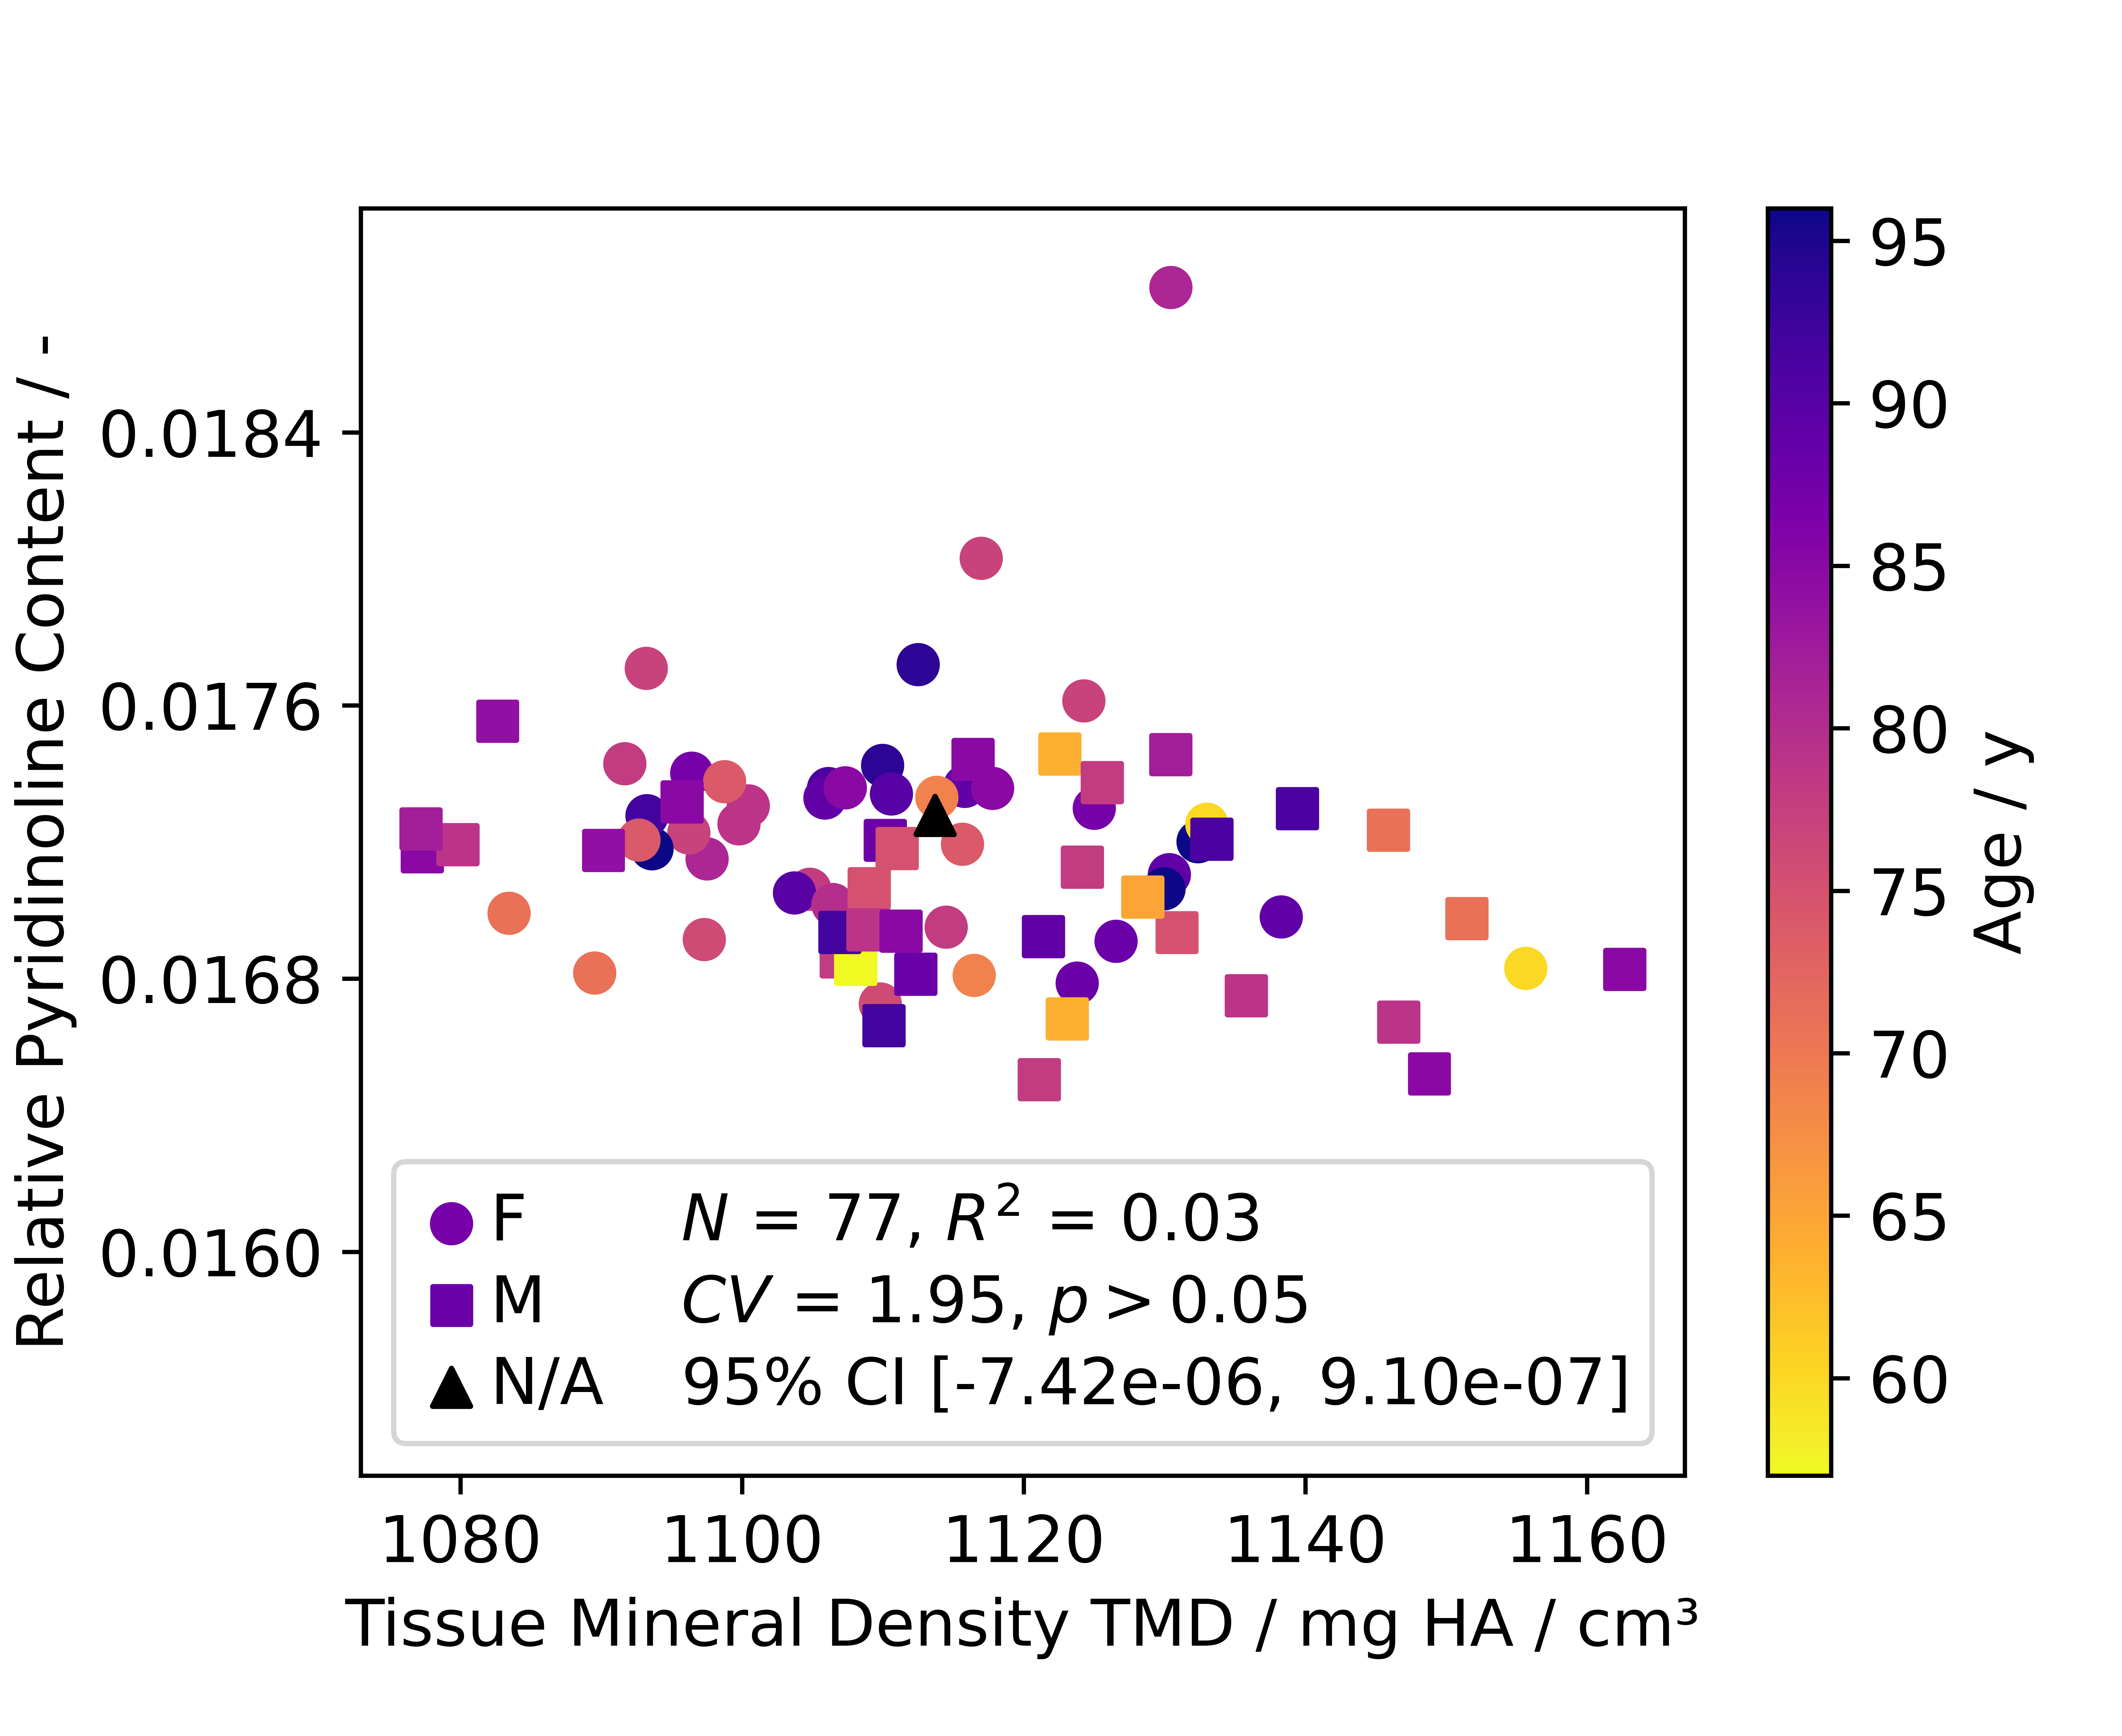 Relative Pyridinoline Content / -
0.0184
0.0176
0.0168
0.0160
F
M
N/A
N = 77, R² = 0.03
CV = 1.95, p > 0.05
95% CI [-7.42e-06, 9.10e-07]
1080 1100 1120 1140 1160
Tissue Mineral Density TMD / mg HA / cm³
95
90
85
80
75
70
65
60
Age / y